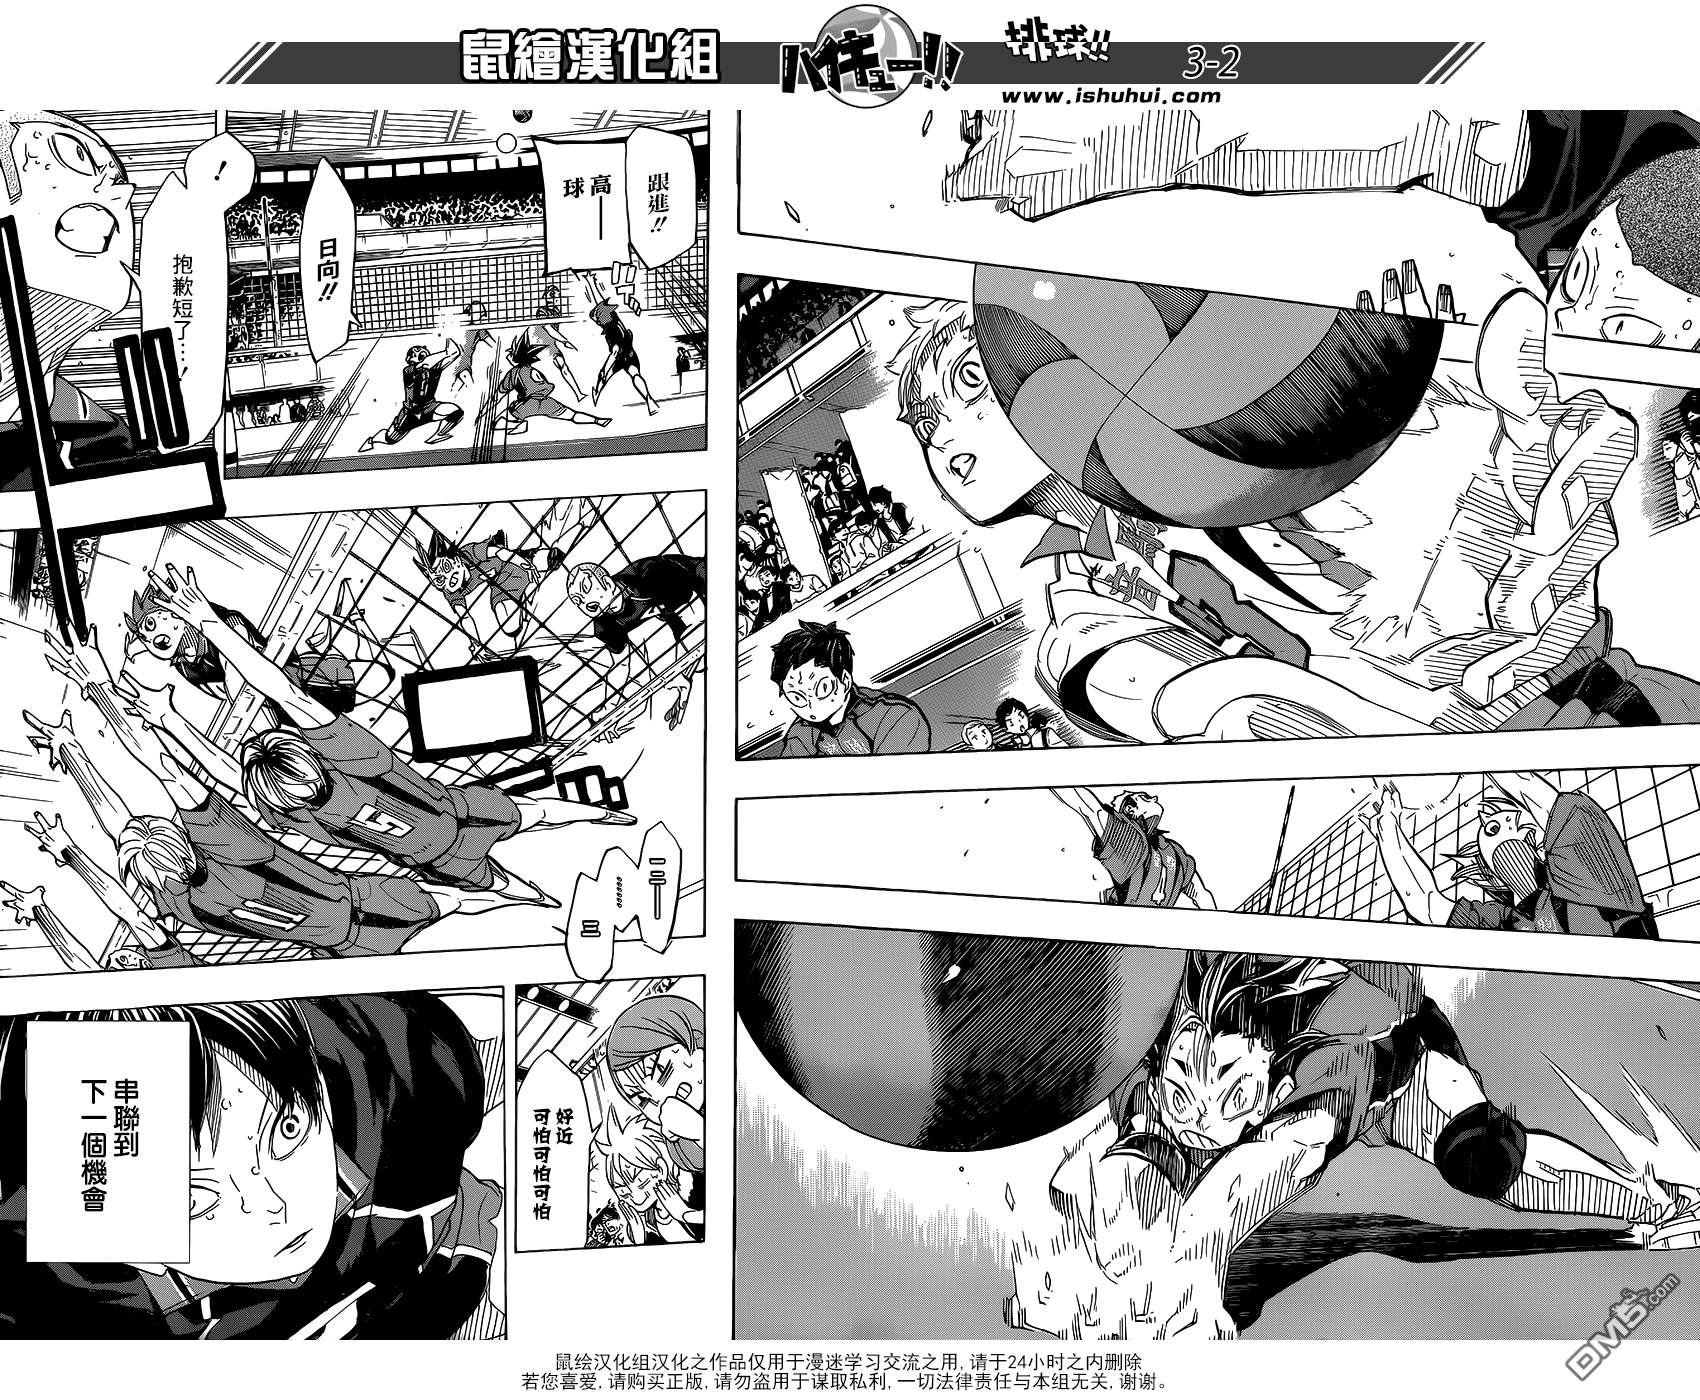 鼠繪漢化組
ハイキュー!!
排球!!
3-2
www.ishuhui.com
跟進!!
高——
球
日向!!
!
抱歉短了…!
一二——
……
三
好近
可怕可怕可怕
串聯到
下一個機會
鼠绘汉化组汉化之作品仅用于漫迷学习交流之用,请于24小时之内删除
如您喜爱,请购买正版,请勿盗用于谋取私利,一切法律责任与本组无关,谢谢。
DM5.com